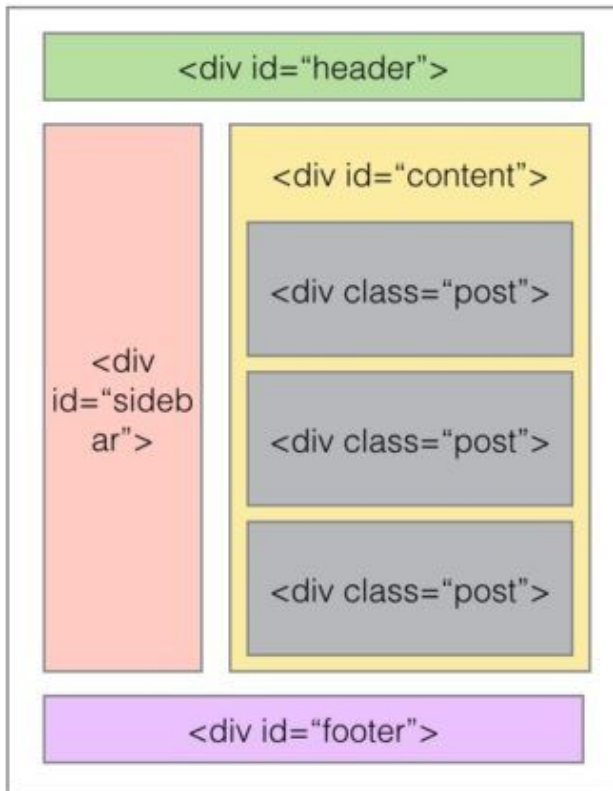 <div id=“header”>
<div
id=“sideb
ar”>
<div id=“content”>
<div class=“post”>
<div class=“post”>
<div class=“post”>
<div id=“footer”>